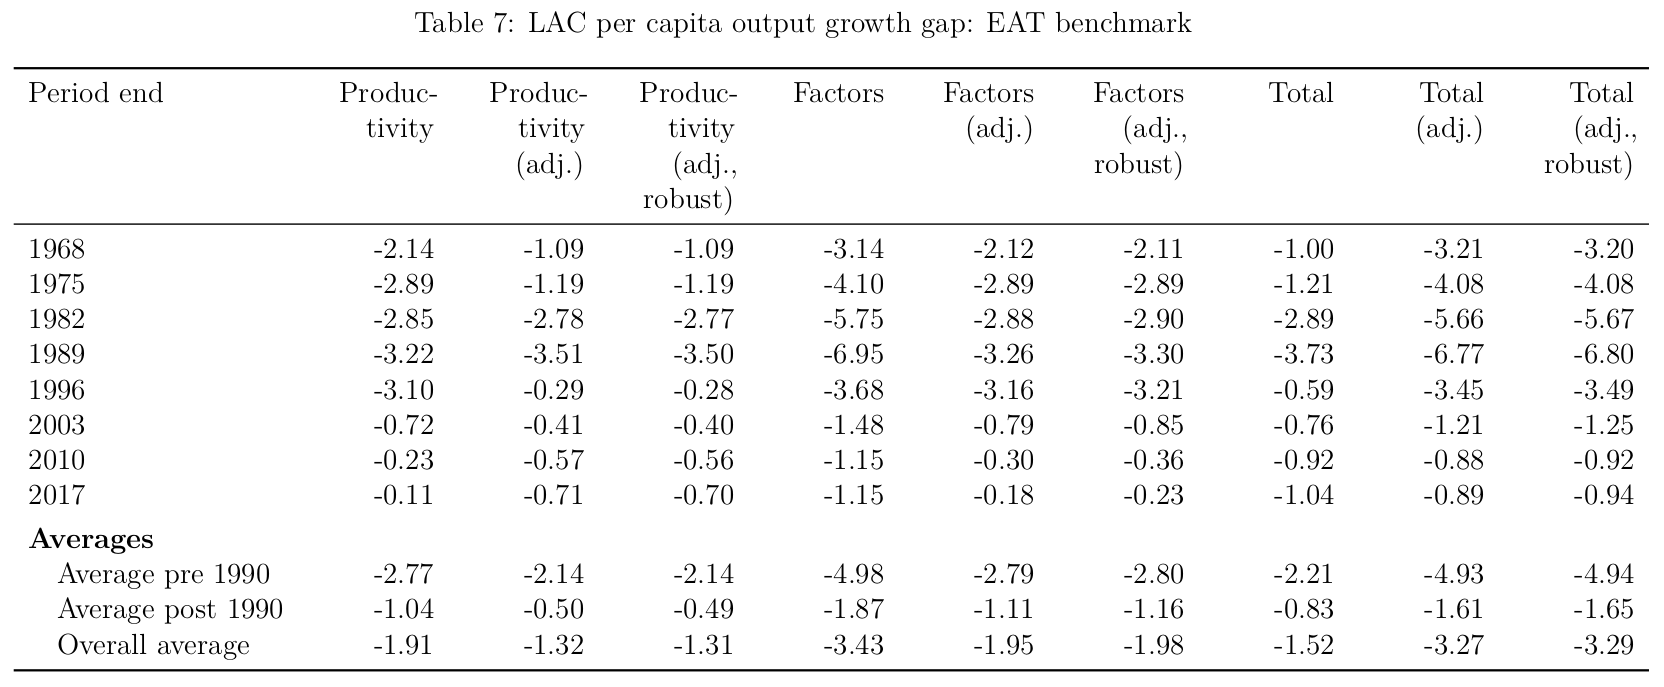 Table 7: LAC per capita output growth gap: EAT benchmark
Period end Produc- Produc- Produc- Factors Factors Factors Total Total Total
tivity tivity tivity (adj.) (adj., (adj.) (adj.,
(adj.) (adj., robust) robust)
robust)
1968 -2.14 -1.09 -1.09 -3.14 -2.12 -2.11 -1.00 -3.21 -3.20
1975 -2.89 -1.19 -1.19 -4.10 -2.89 -2.89 -1.21 -4.08 -4.08
1982 -2.85 -2.78 -2.77 -5.75 -2.88 -2.90 -2.89 -5.66 -5.67
1989 -3.22 -3.51 -3.50 -6.95 -3.26 -3.30 -3.73 -6.77 -6.80
1996 -3.10 -0.29 -0.28 -3.68 -3.16 -3.21 -0.59 -3.45 -3.49
2003 -0.72 -0.41 -0.40 -1.48 -0.79 -0.85 -0.76 -1.21 -1.25
2010 -0.23 -0.57 -0.56 -1.15 -0.30 -0.36 -0.92 -0.88 -0.92
2017 -0.11 -0.71 -0.70 -1.15 -0.18 -0.23 -1.04 -0.89 -0.94
Averages
Average pre 1990 -2.77 -2.14 -2.14 -4.98 -2.79 -2.80 -2.21 -4.93 -4.94
Average post 1990 -1.04 -0.50 -0.49 -1.87 -1.11 -1.16 -0.83 -1.61 -1.65
Overall average -1.91 -1.32 -1.31 -3.43 -1.95 -1.98 -1.52 -3.27 -3.29